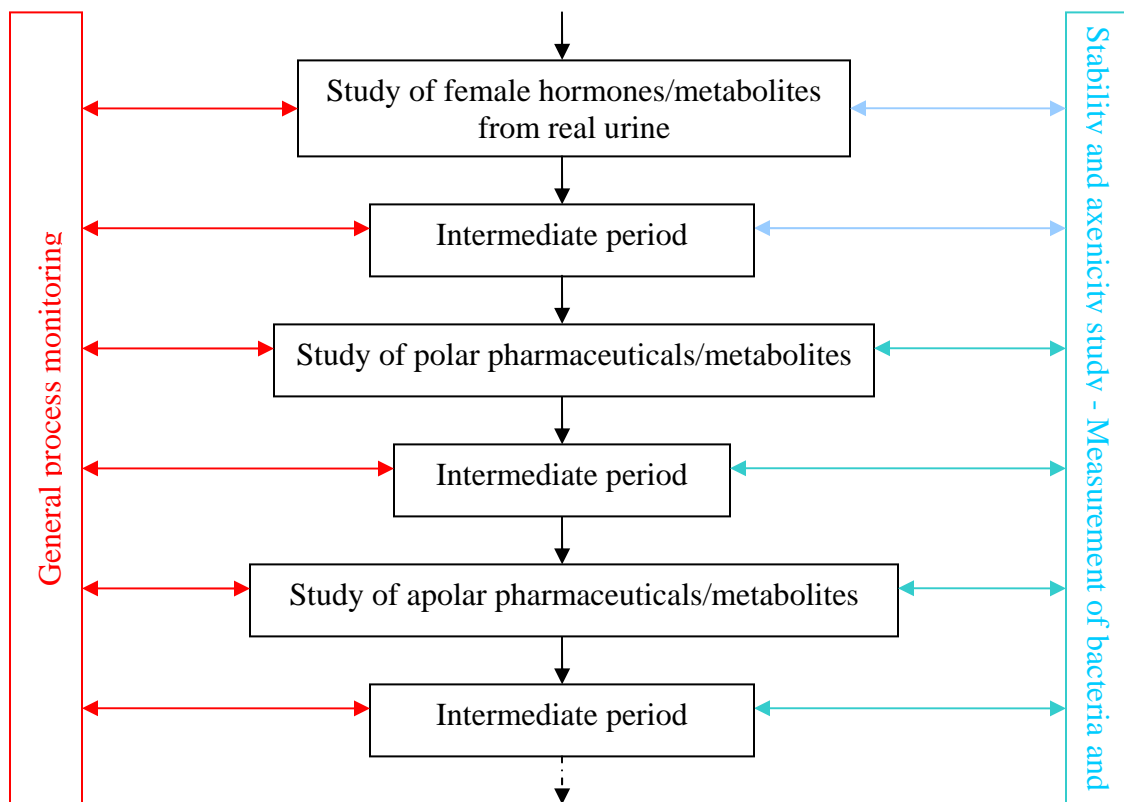 General process monitoring
Study of female hormones/metabolites
from real urine
Intermediate period
Study of polar pharmaceuticals/metabolites
Intermediate period
Study of apolar pharmaceuticals/metabolites
Intermediate period
Stability and axenicity study - Measurement of bacteria and